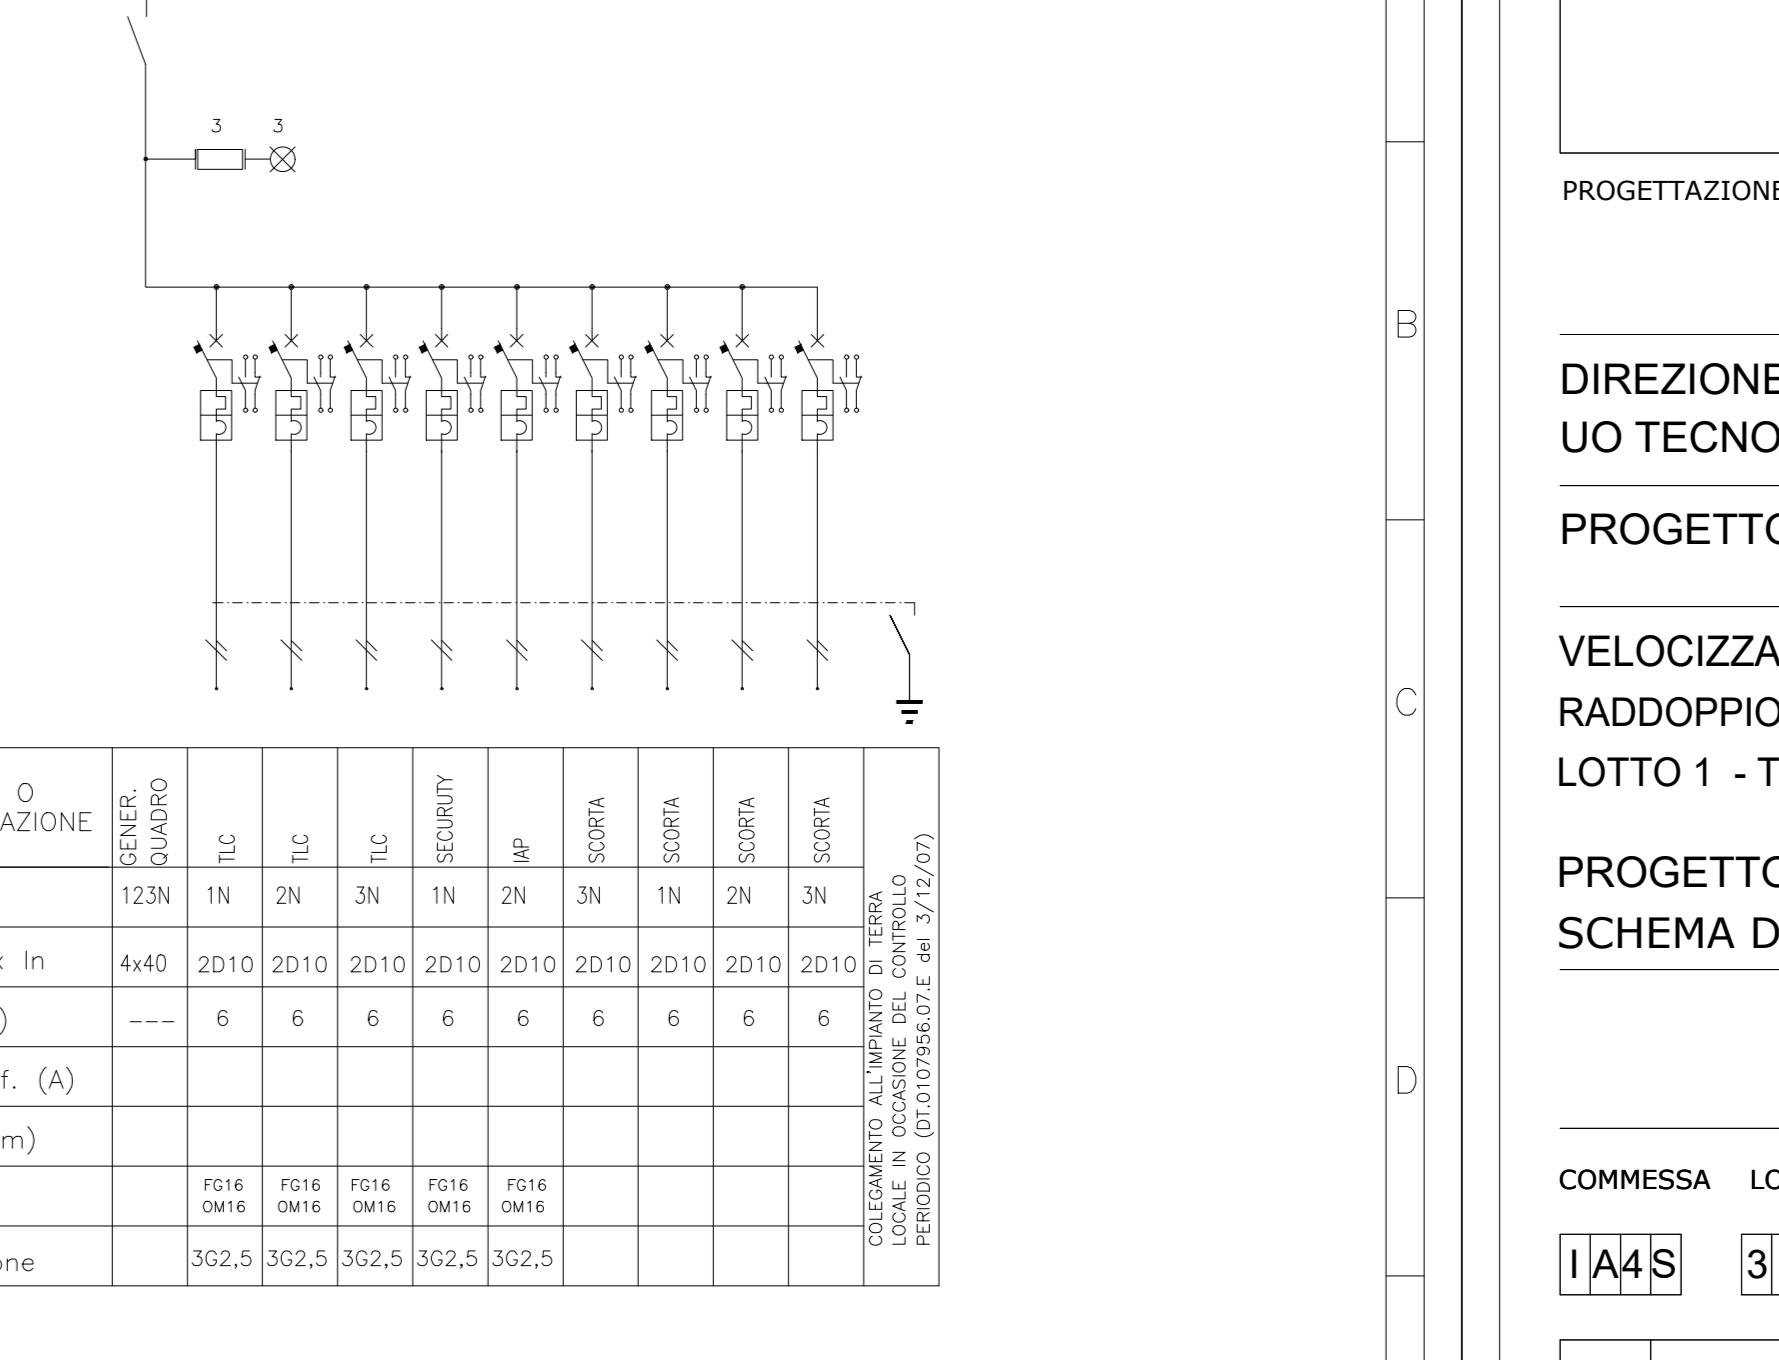 3 3
B
C
D
O
AZIONE
GENER.
QUADRO
TLC
TLC
TLC
SECURUTY
IAP
SCORTA
SCORTA
SCORTA
SCORTA
123N 1N 2N 3N 1N 2N 3N 1N 2N 3N
x In 4x40 2D10 2D10 2D10 2D10 2D10 2D10 2D10 2D10 2D10
) --- 6 6 6 6 6 6 6 6 6
f. (A)
m)
FG16 FG16 FG16 FG16 FG16
OM16 OM16 OM16 OM16 OM16
one 3G2,5 3G2,5 3G2,5 3G2,5 3G2,5
COLEGAMENTO ALL'IMPIANTO DI TERRA
LOCALE IN OCCASIONE DEL CONTROLLO
PERIODICO (DT.0107956.07.E del 3/12/07)
PROGETTAZIONE
DIREZIONE
UO TECNO
PROGETTO
VELOCIZZA
RADDOPPIO
LOTTO 1 - T
PROGETTO
SCHEMA D
COMMESSA LO
IA4S 3